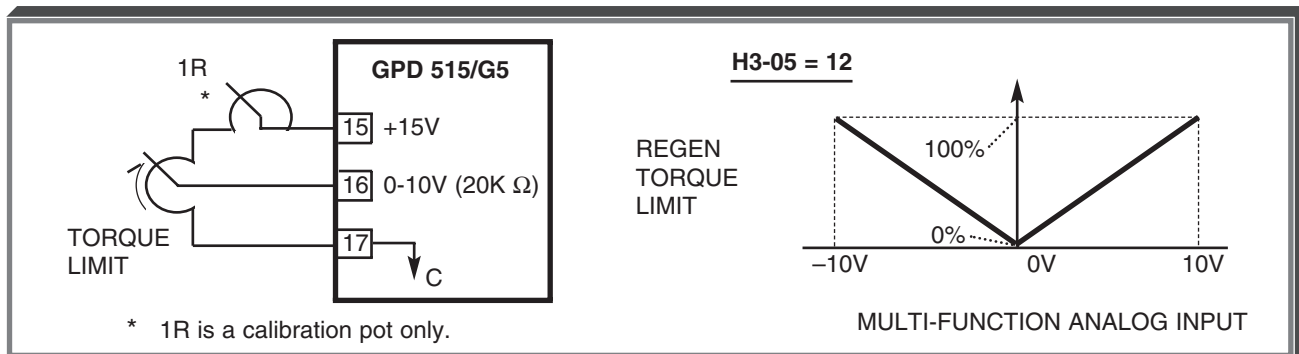 1R
*
GPD 515/G5
15 +15V
16 0-10V (20K Ω)
17
C
TORQUE
LIMIT
* 1R is a calibration pot only.
H3-05 = 12
REGEN
TORQUE
LIMIT
100%
0%
–10V 0V 10V
MULTI-FUNCTION ANALOG INPUT